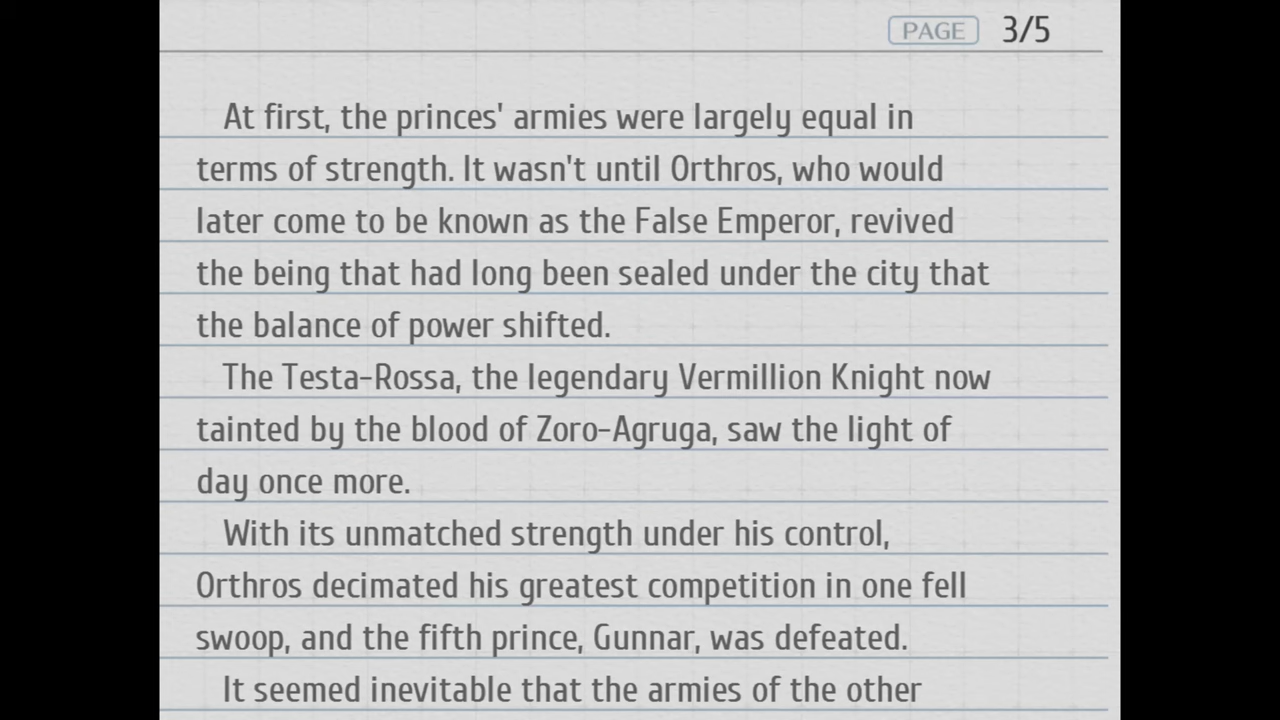 PAGE 3/5
At first, the princes' armies were largely equal in
terms of strength. It wasn't until Orthros, who would
later come to be known as the False Emperor, revived
the being that had long been sealed under the city that
the balance of power shifted.
The Testa-Rossa, the legendary Vermillion Knight now
tainted by the blood of Zoro-Agruga, saw the light of
day once more.
With its unmatched strength under his control,
Orthros decimated his greatest competition in one fell
swoop, and the fifth prince, Gunnar, was defeated.
It seemed inevitable that the armies of the other